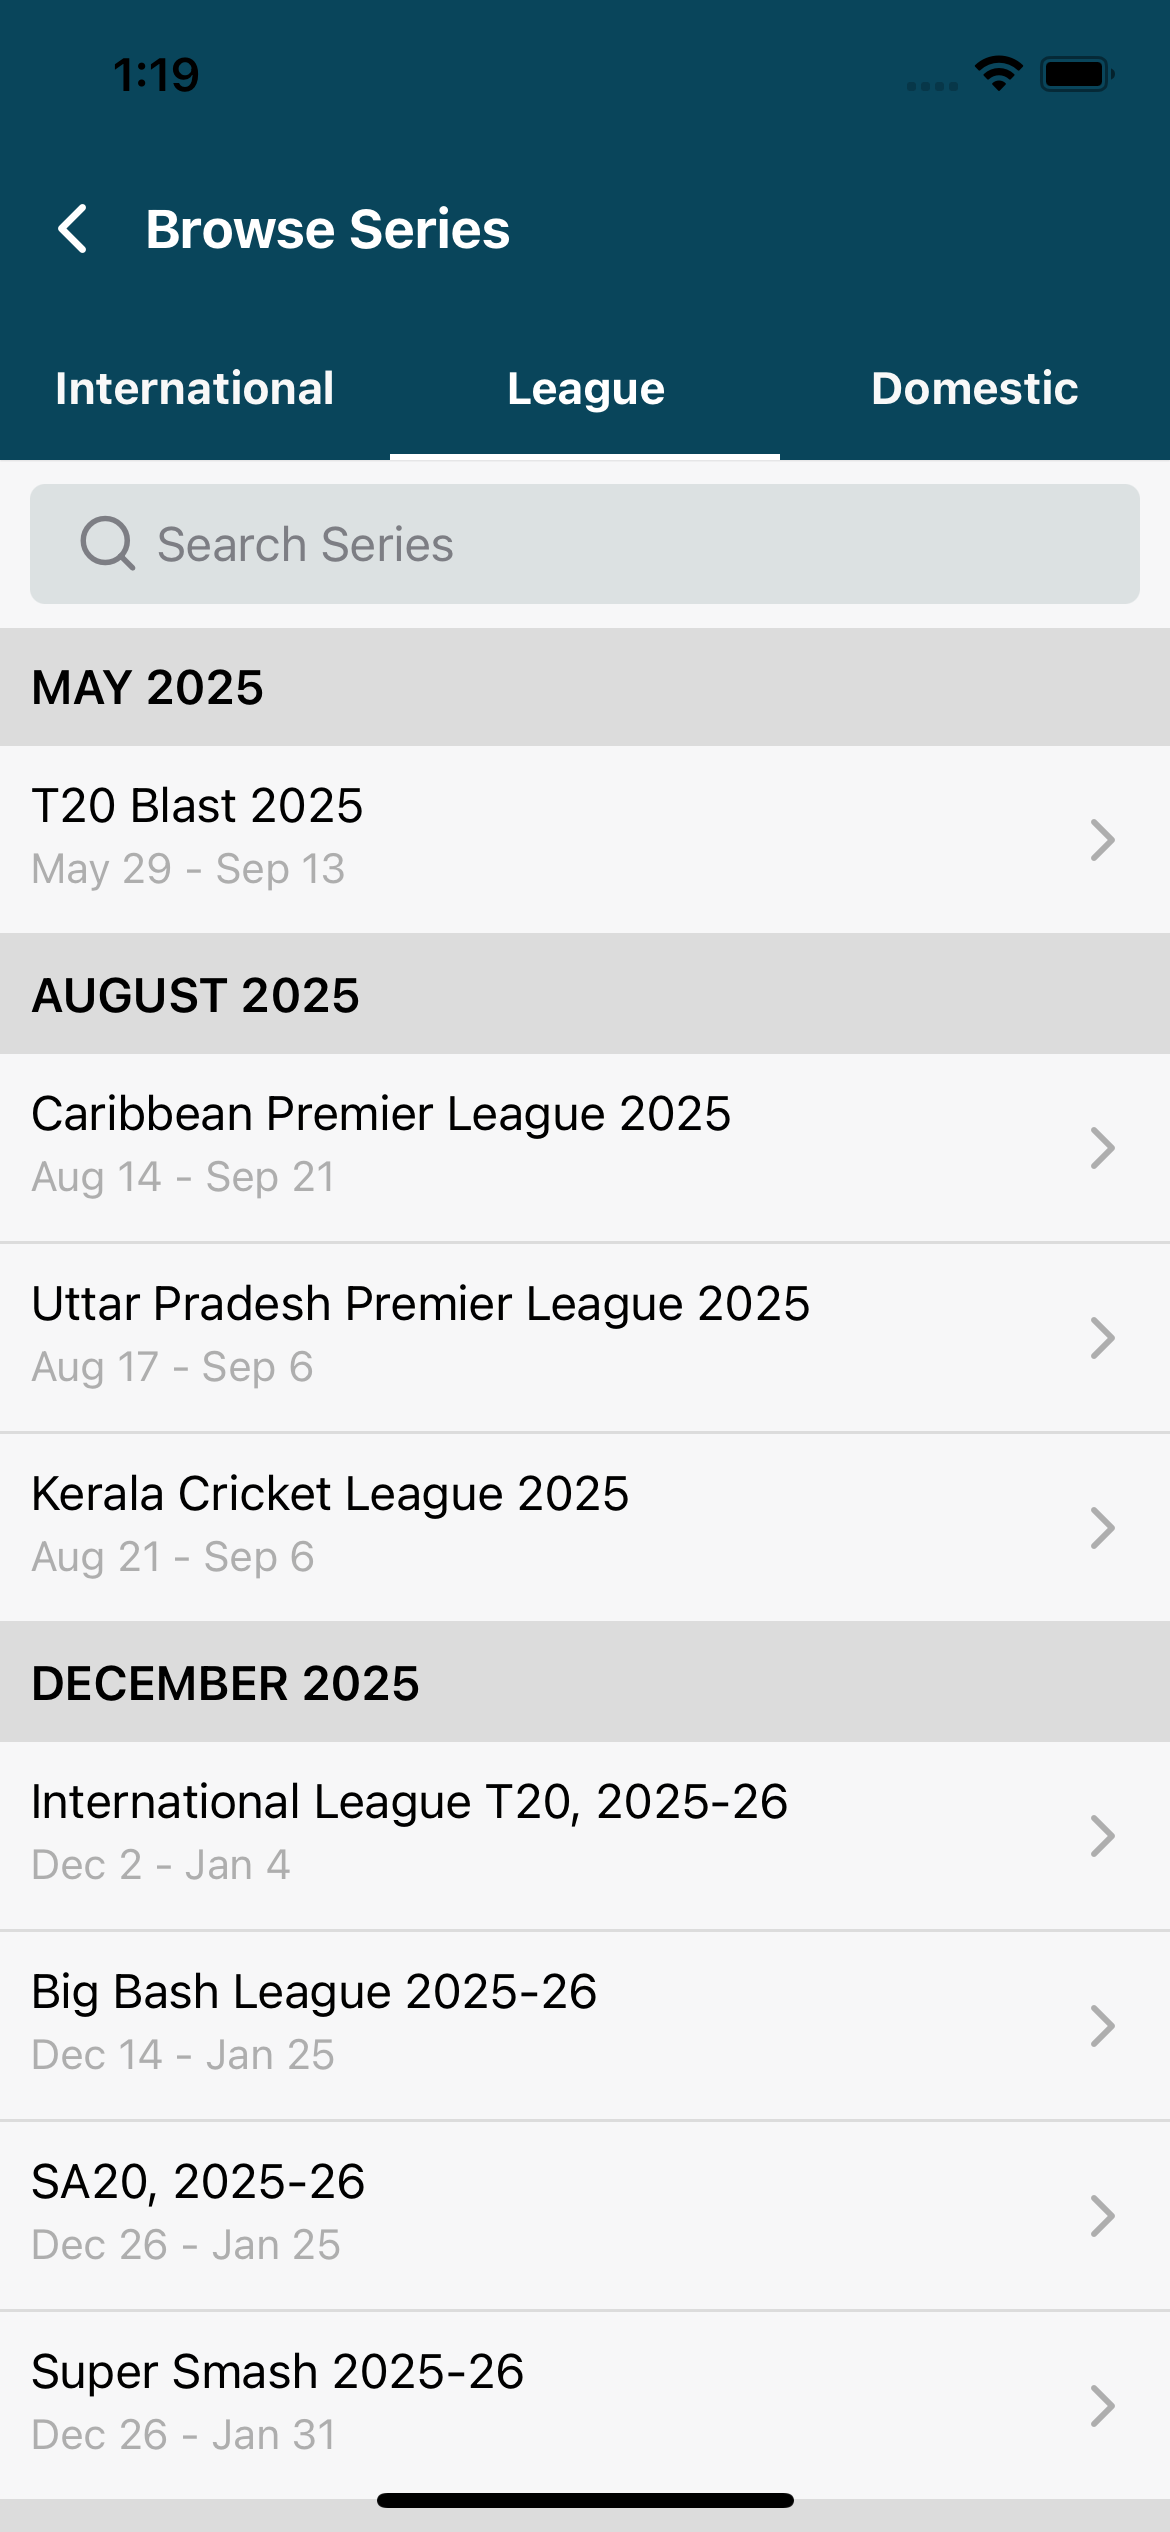 1:19
Browse Series
International League Domestic
Search Series
MAY 2025
T20 Blast 2025
May 29 - Sep 13
AUGUST 2025
Caribbean Premier League 2025
Aug 14 - Sep 21
Uttar Pradesh Premier League 2025
Aug 17 - Sep 6
Kerala Cricket League 2025
Aug 21 - Sep 6
DECEMBER 2025
International League T20, 2025-26
Dec 2 - Jan 4
Big Bash League 2025-26
Dec 14 - Jan 25
SA20, 2025-26
Dec 26 - Jan 25
Super Smash 2025-26
Dec 26 - Jan 31